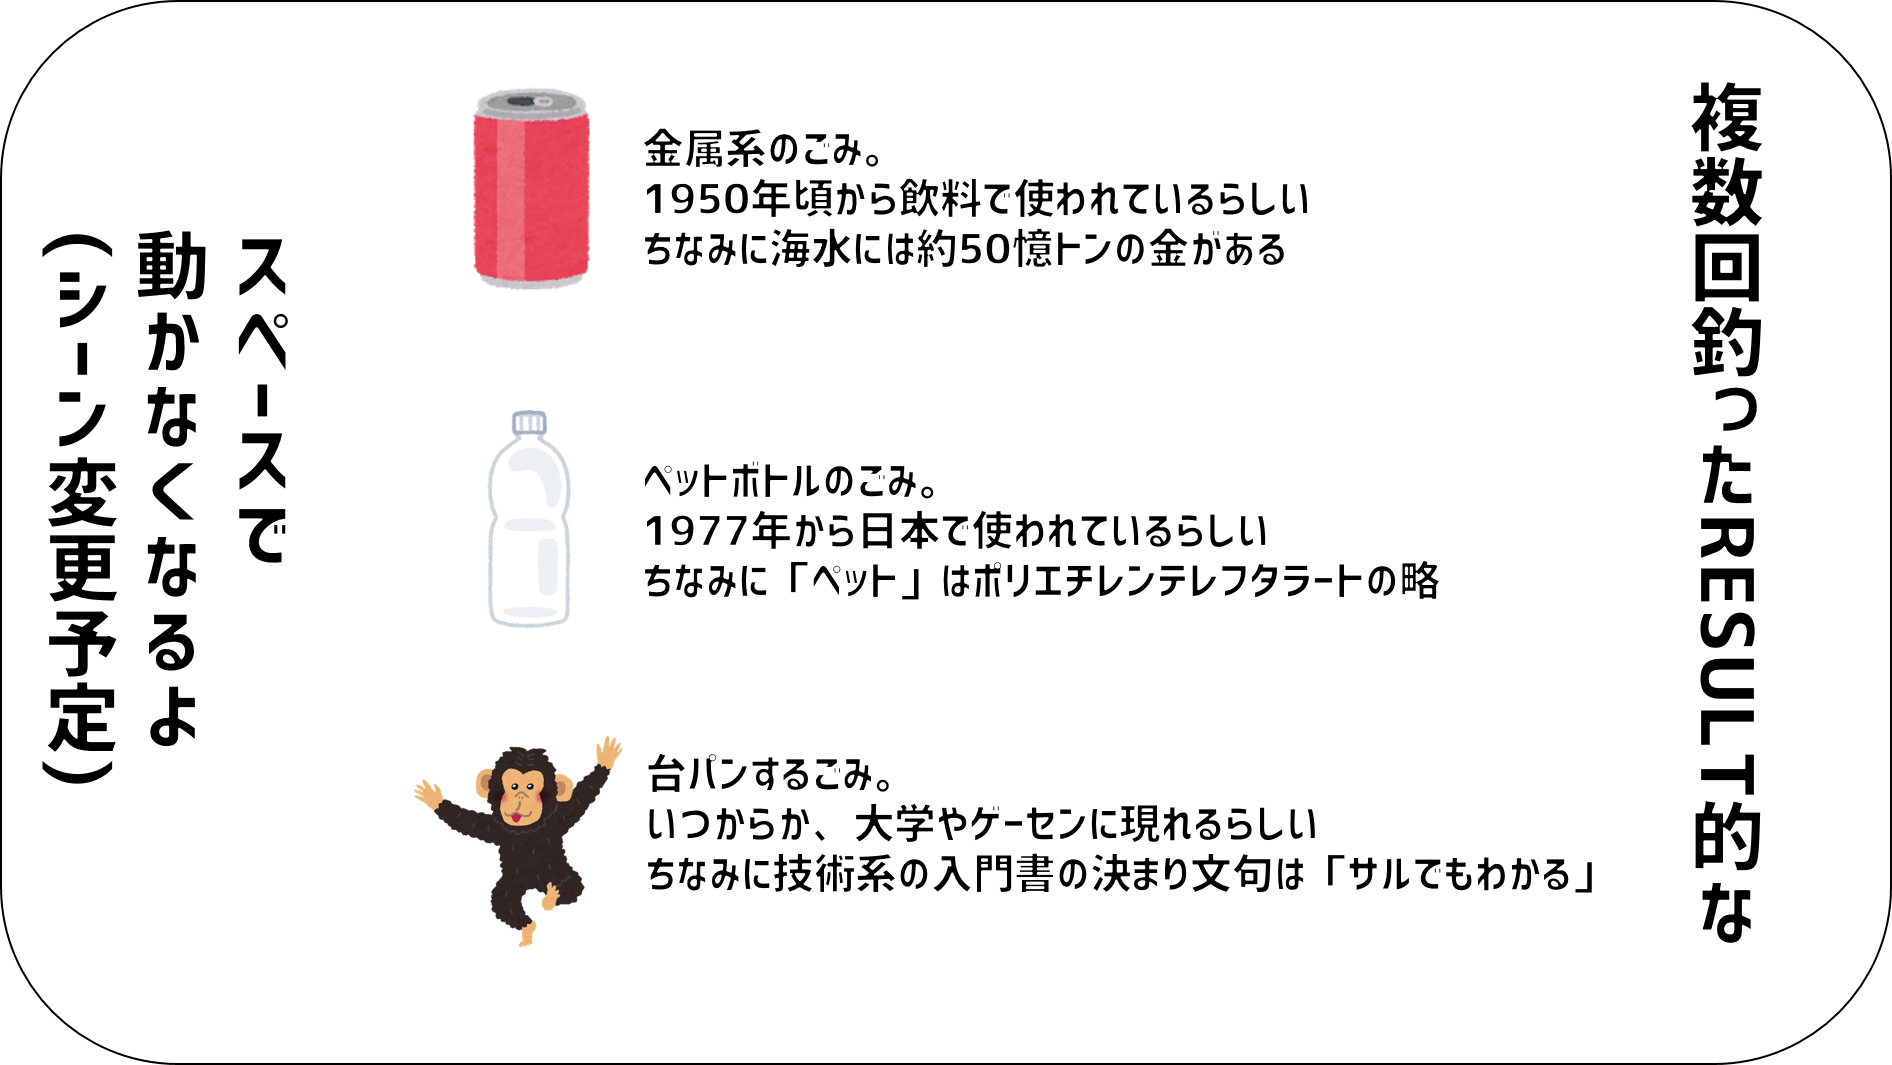 複数回釣ったRESULT的な
金属系のごみ。
1950年頃から飲料で使われているらしい
ちなみに海水には約50憶トンの金がある
ペットボトルのごみ。
1977年から日本で使われているらしい
ちなみに「ペット」はポリエチレンテレフタラートの略
台パンするごみ。
いつからか、大学やゲーセンに現れるらしい
ちなみに技術系の入門書の決まり文句は「サルでもわかる」
スペースで
動かなくなるよ
(シーン変更予定)